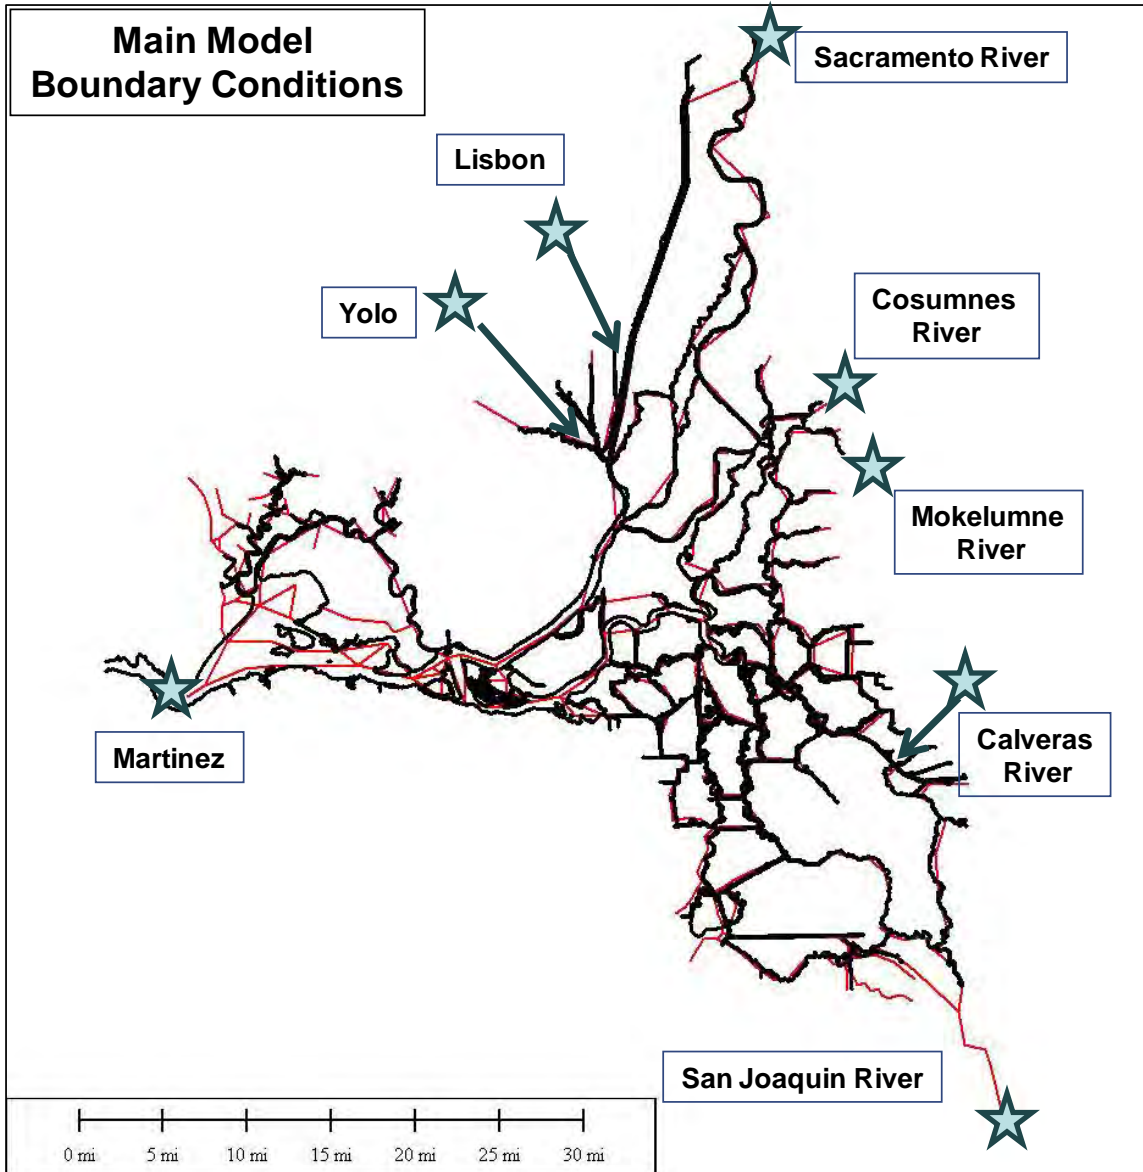 Main Model
Boundary Conditions
Sacramento River
Lisbon
Yolo
Cosumnes
River
Mokelumne
River
Martinez
Calveras
River
San Joaquin River
0 mi 5 mi 10 mi 15 mi 20 mi 25 mi 30 mi